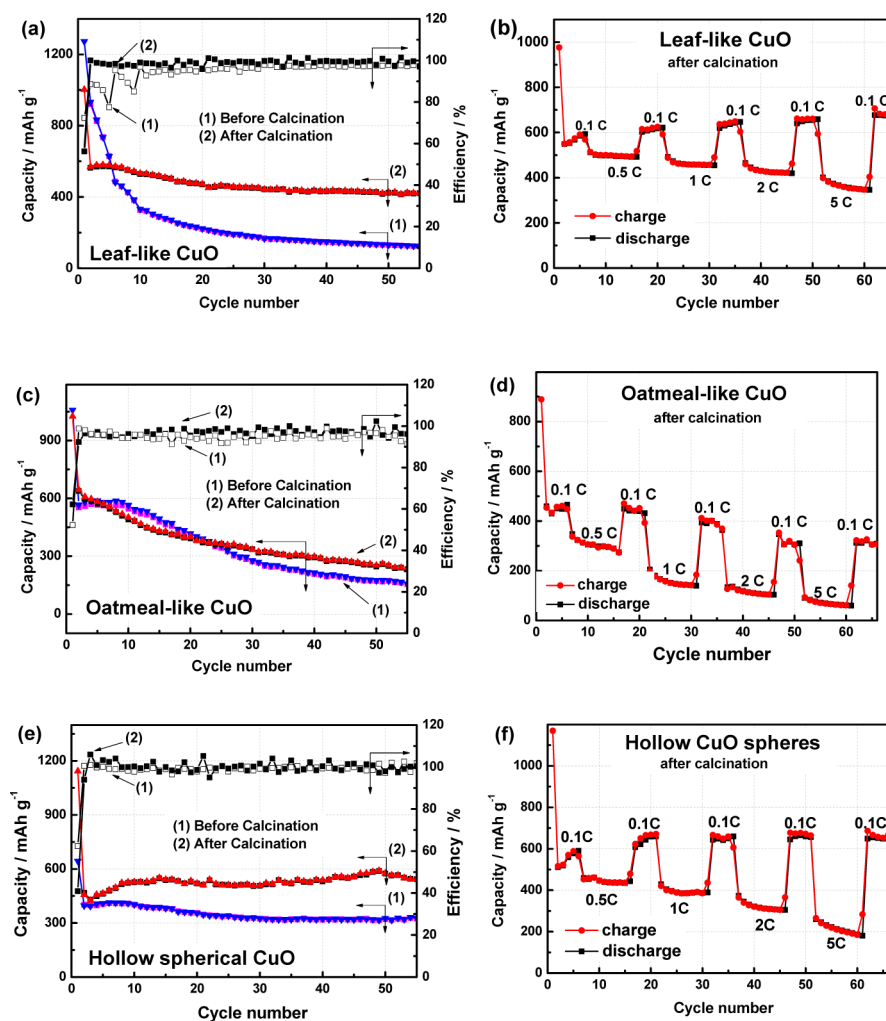 (a)
(2)
(1)
(1) Before Calcination
(2) After Calcination
(2)
(1)
Leaf-like CuO
Capacity / mAh g-1
0
200
400
600
800
1000
1200
Efficiency / %
0
20
40
60
80
100
120
0 10 20 30 40 50
Cycle number
(b)
Leaf-like CuO
after calcination
0.1 C 0.1 C 0.1 C 0.1 C 0.1 C
0.5 C
1 C
2 C
5 C
charge
discharge
Capacity / mAh g-1
0
200
400
600
800
1000
0 10 20 30 40 50 60
Cycle number
(c)
(2)
(1)
(1) Before Calcination
(2) After Calcination
(2)
(1)
Oatmeal-like CuO
Capacity / mAh g-1
0
300
600
900
Efficiency / %
0
20
40
60
80
100
120
0 10 20 30 40 50
Cycle number
(d)
Oatmeal-like CuO
after calcination
0.1 C 0.1 C 0.1 C 0.1 C 0.1 C
0.5 C
1 C
2 C
5 C
charge
discharge
Capacity / mAh g-1
0
200
400
600
800
1000
0 10 20 30 40 50 60
Cycle number
(e)
(2)
(1)
(1) Before Calcination
(2) After Calcination
(2)
(1)
Hollow spherical CuO
Capacity / mAh g-1
0
300
600
900
1200
Efficiency / %
0
20
40
60
80
100
120
0 10 20 30 40 50
Cycle number
(f)
Hollow CuO spheres
after calcination
0.1C 0.1C 0.1C 0.1C 0.1C
0.5C
1C
2C
5C
charge
discharge
Capacity / mAh g-1
0
200
400
600
800
1000
1200
0 10 20 30 40 50 60
Cycle number